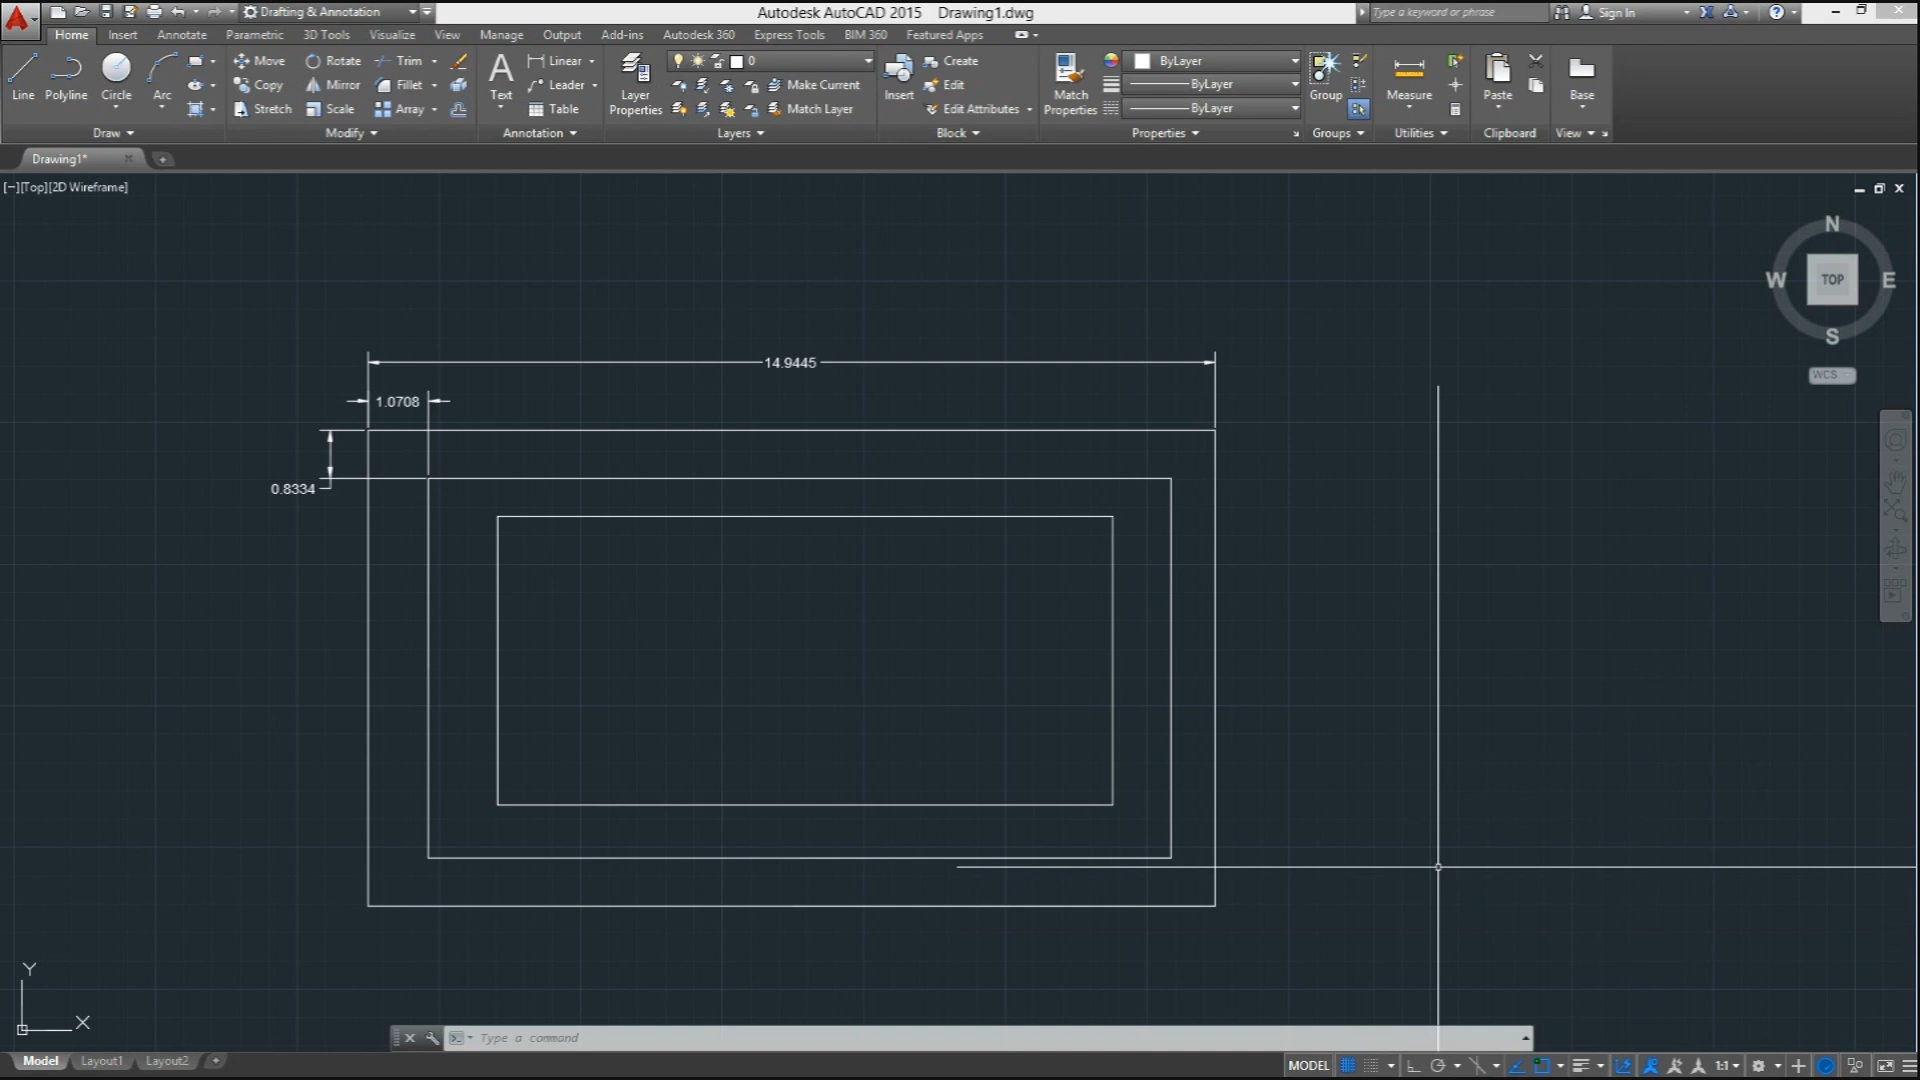 Drafting & Annotation Autodesk AutoCAD 2015 Drawing1.dwg Type a keyword or phrase Sign In
Home Insert Annotate Parametric 3D Tools Visualize View Manage Output Add-ins Autodesk 360 Express Tools BIM 360 Featured Apps
Move Rotate Trim Linear 0 Create ByLayer
Line Polyline Circle Arc Copy Mirror Fillet Text Leader Layer Properties Make Current Insert Edit Match Properties ByLayer Group Measure Paste Base
Stretch Scale Array Table Match Layer Edit Attributes ByLayer
Draw Modify Annotation Layers Block Properties Groups Utilities Clipboard View
Drawing1*
[−][Top][2D Wireframe]
N
W TOP E
S
WCS
14.9445
1.0708
0.8334
Y
X
Type a command
Model Layout1 Layout2 MODEL 1:1